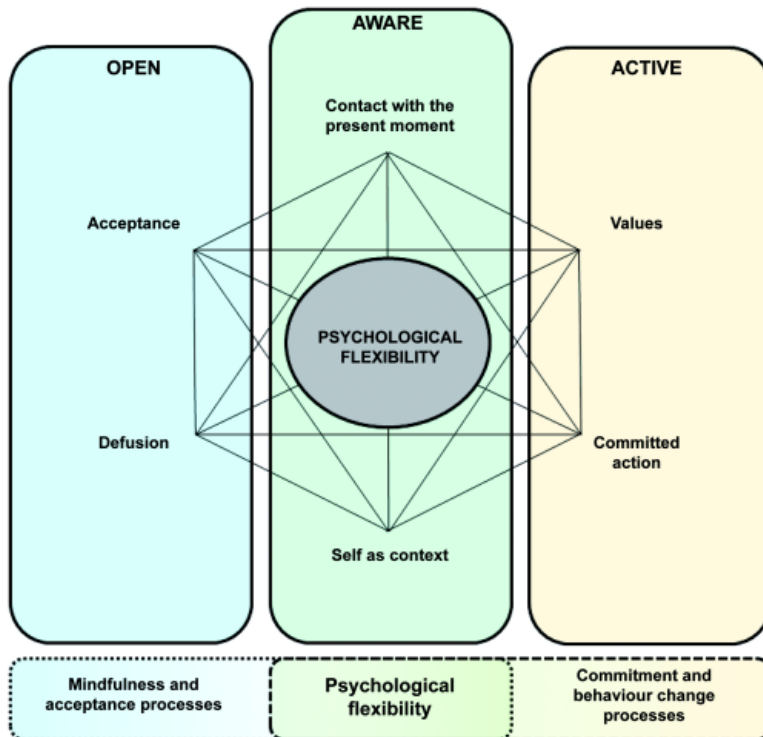 AWARE
OPEN
ACTIVE
Contact with the
present moment
Acceptance
Values
PSYCHOLOGICAL
FLEXIBILITY
Defusion
Committed
action
Self as context
Mindfulness and
acceptance processes
Psychological
flexibility
Commitment and
behaviour change
processes